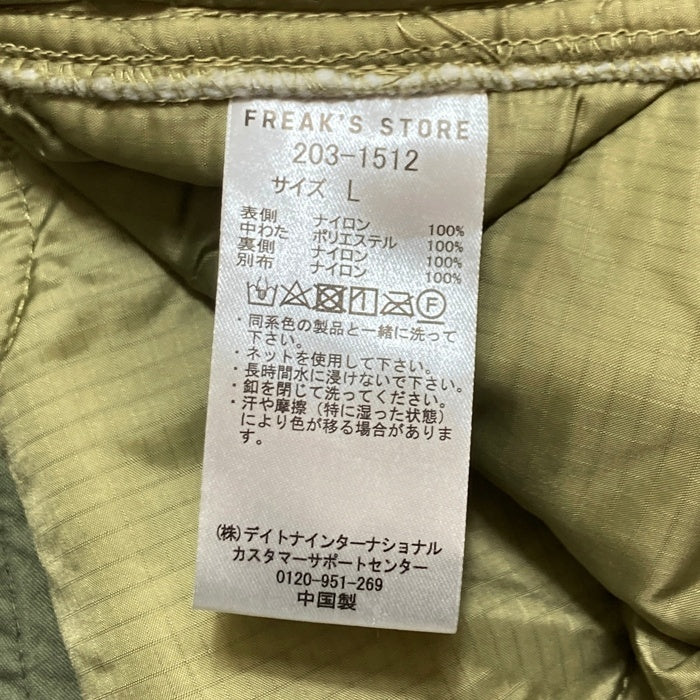 FREAK'S STORE
203-1512
サイズ L
表側 ナイロン 100%
中わた ポリエステル 100%
裏側 ナイロン 100%
別布 ナイロン 100%
・同系色の製品と一緒に洗って
下さい。
・ネットを使用して下さい。
・長時間水に浸けないで下さい。
・釦を閉じて洗ってください。
・汗や摩擦（特に湿った状態）
により色が移る場合がありま
す。
(株)デイトナインターナショナル
カスタマーサポートセンター
0120-951-269
中国製